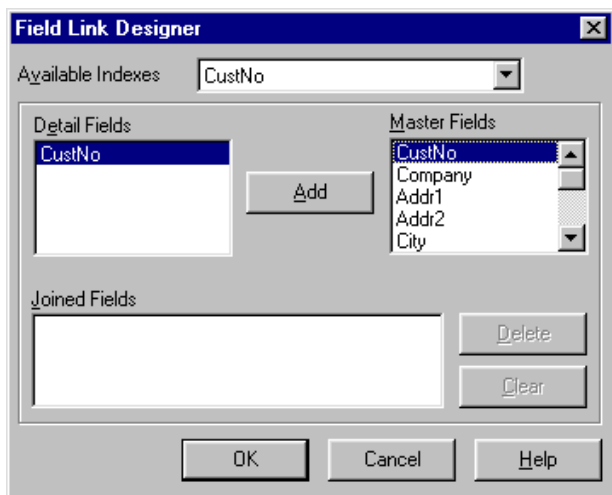 Field Link Designer
Available Indexes CustNo
Detail Fields
CustNo
Add
Master Fields
CustNo
Company
Addr1
Addr2
City
Joined Fields
Delete
Clear
OK Cancel Help